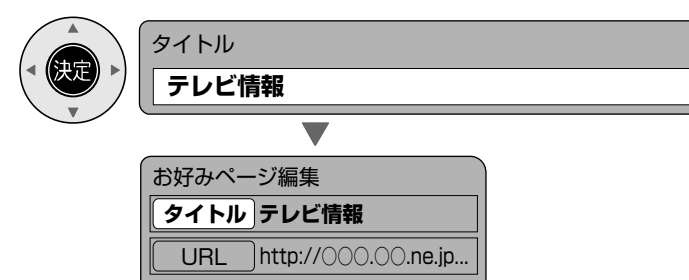 決定
タイトル
テレビ情報
お好みページ編集
タイトル テレビ情報
URL http://○○○.○○.ne.jp...